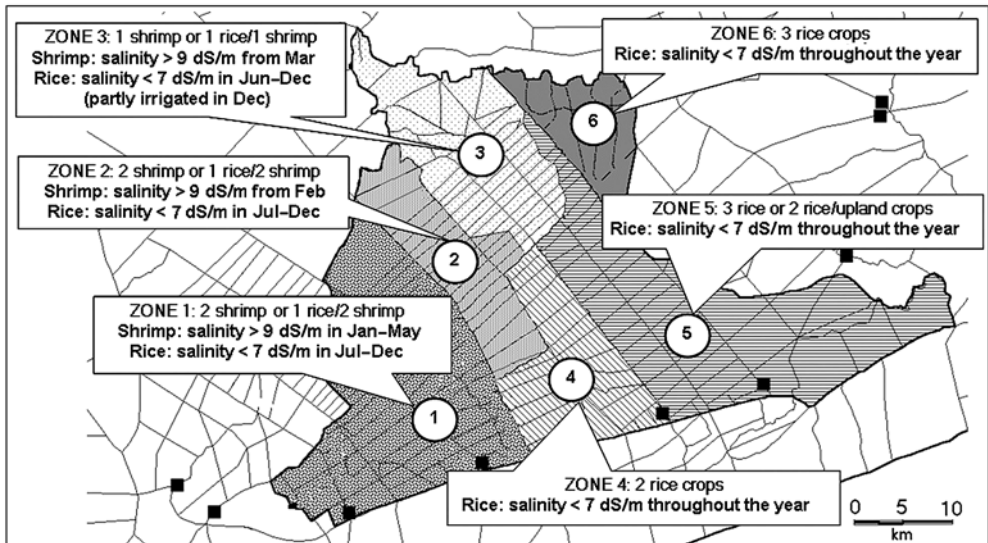 ZONE 3: 1 shrimp or 1 rice/1 shrimp
Shrimp: salinity > 9 dS/m from Mar
Rice: salinity < 7 dS/m in Jun–Dec
(partly irrigated in Dec)
ZONE 6: 3 rice crops
Rice: salinity < 7 dS/m throughout the year
6
3
ZONE 2: 2 shrimp or 1 rice/2 shrimp
Shrimp: salinity > 9 dS/m from Feb
Rice: salinity < 7 dS/m in Jul–Dec
ZONE 5: 3 rice or 2 rice/upland crops
Rice: salinity < 7 dS/m throughout the year
2
ZONE 1: 2 shrimp or 1 rice/2 shrimp
Shrimp: salinity > 9 dS/m in Jan–May
Rice: salinity < 7 dS/m in Jul–Dec
5
4
1
ZONE 4: 2 rice crops
Rice: salinity < 7 dS/m throughout the year
0 5 10
km